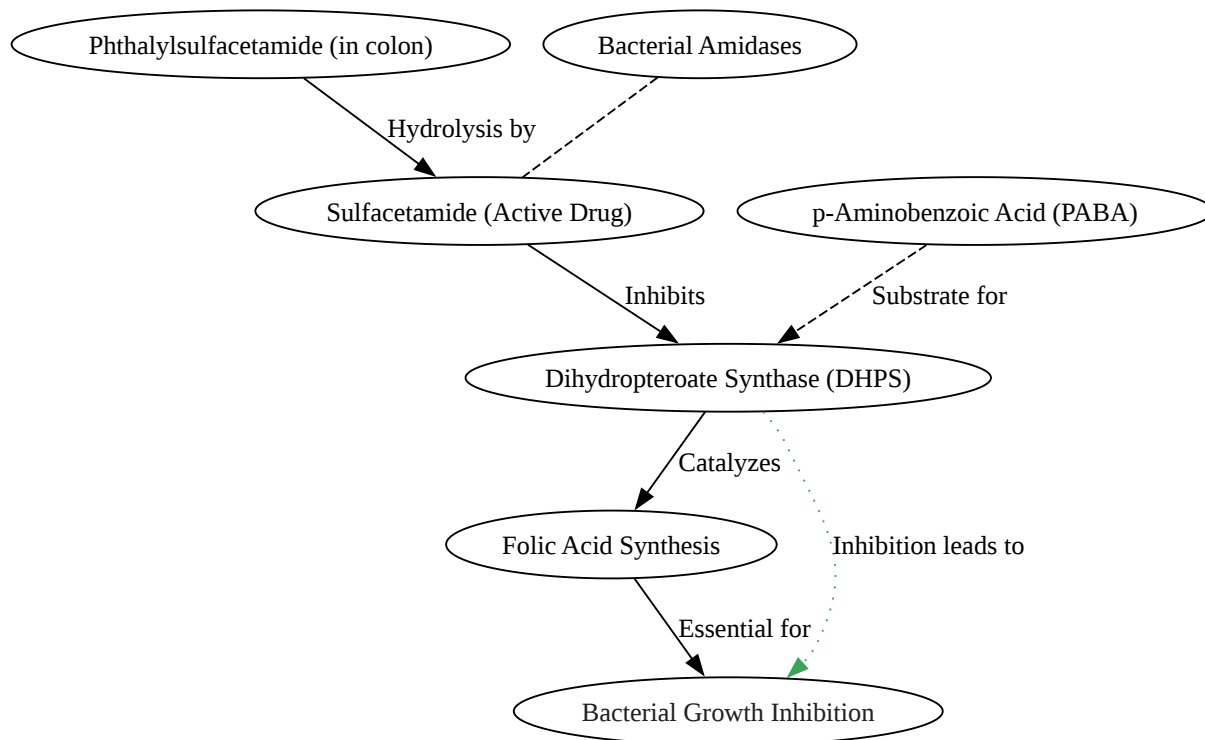 Phthalylsulfacetamide (in colon)
Bacterial Amidases
Hydrolysis by
Sulfacetamide (Active Drug)
p-Aminobenzoic Acid (PABA)
Inhibits
Substrate for
Dihydropteroate Synthase (DHPS)
Catalyzes
Folic Acid Synthesis
Inhibition leads to
Essential for
Bacterial Growth Inhibition